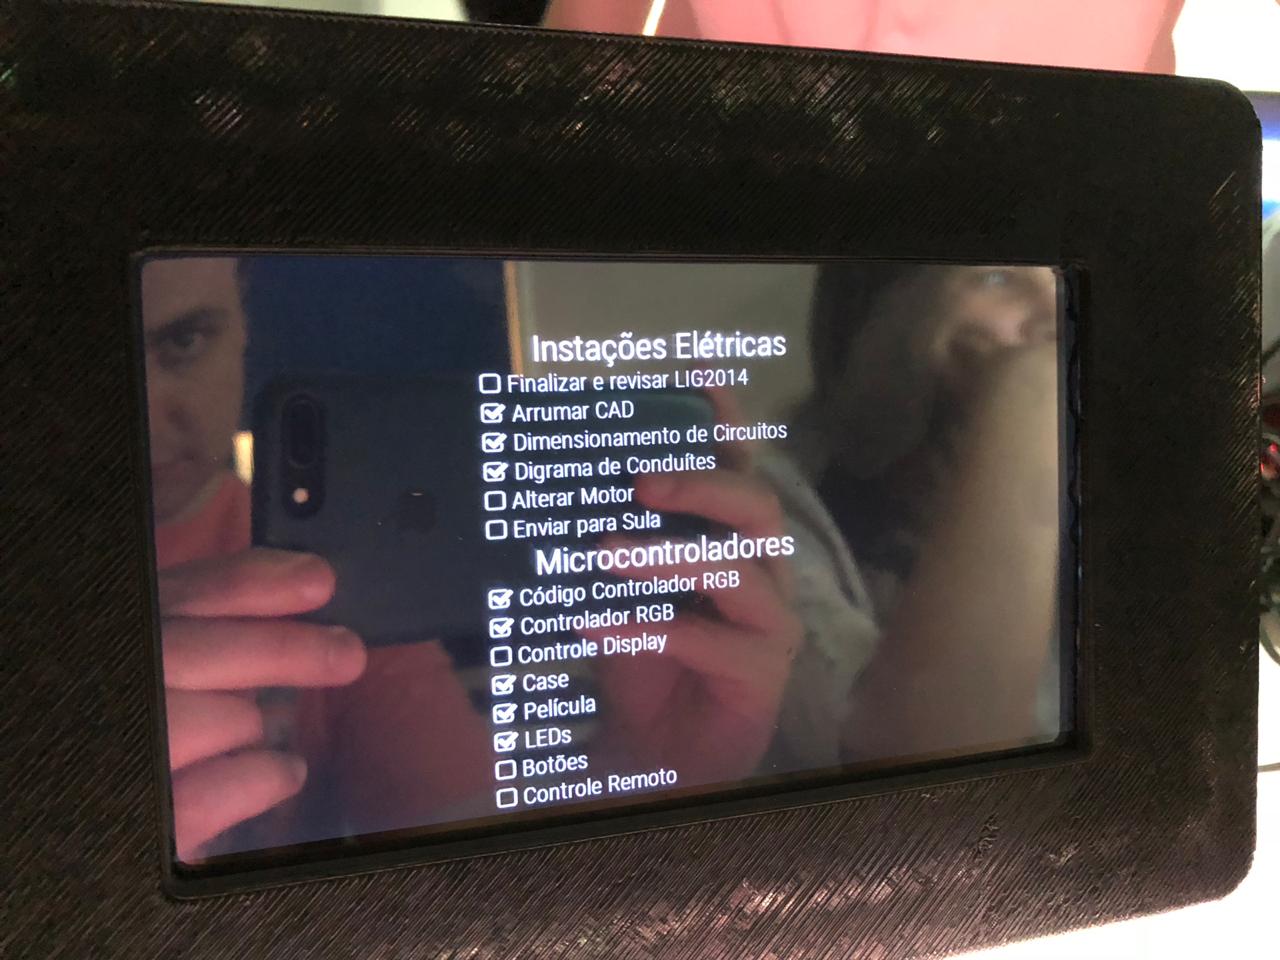 Instações Elétricas
Finalizar e revisar LIG2014
Arrumar CAD
Dimensionamento de Circuitos
Digrama de Conduítes
Alterar Motor
Enviar para Sula
Microcontroladores
Código Controlador RGB
Controlador RGB
Controle Display
Case
Película
LEDs
Botões
Controle Remoto